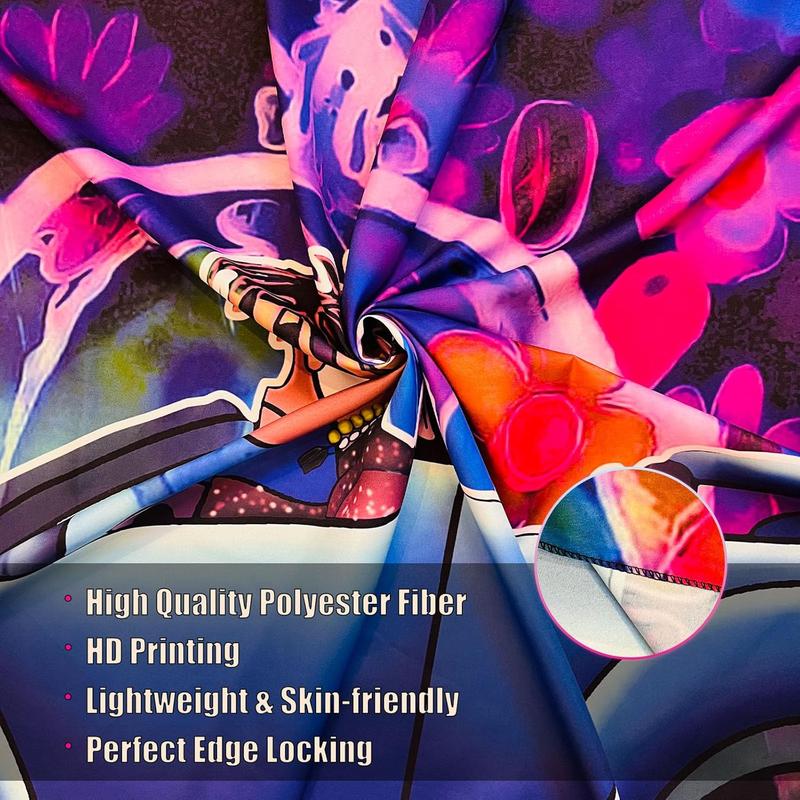 High Quality Polyester Fiber
HD Printing
Lightweight & Skin-friendly
Perfect Edge Locking